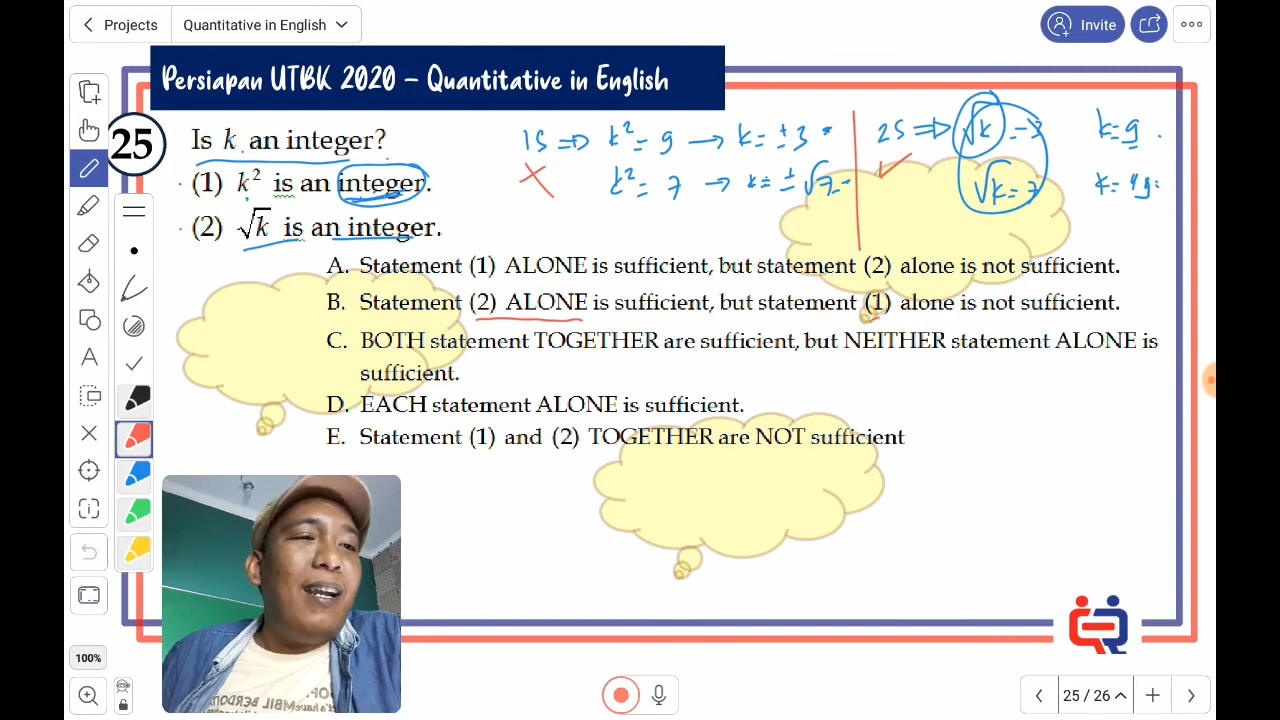 Projects
Quantitative in English
Invite
Persiapan UTBK 2020 – Quantitative in English
25
Is k an integer?
(1) k² is an integer.
(2) √k is an integer.
1S ⇒ k² = 9 → k = ±3
k² = 7 → k = ±√7
2S ⇒ √k = 3 k = 9
√k = 7 k = 49
A. Statement (1) ALONE is sufficient, but statement (2) alone is not sufficient.
B. Statement (2) ALONE is sufficient, but statement (1) alone is not sufficient.
C. BOTH statement TOGETHER are sufficient, but NEITHER statement ALONE is
sufficient.
D. EACH statement ALONE is sufficient.
E. Statement (1) and (2) TOGETHER are NOT sufficient
100%
25 / 26